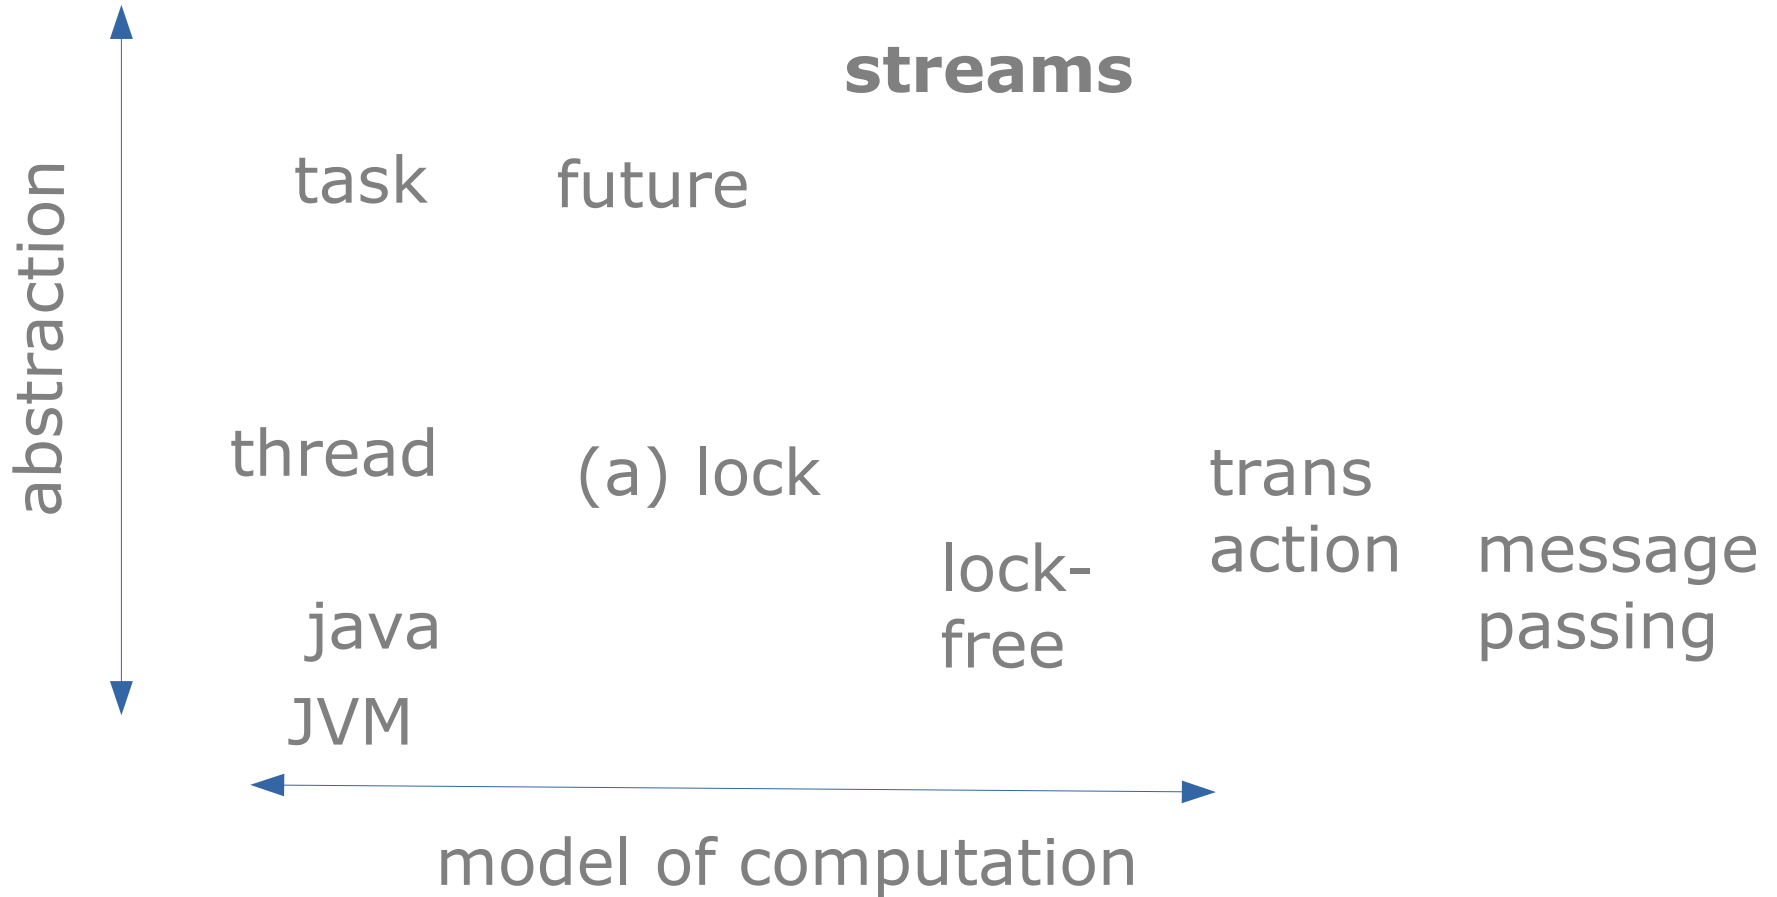 streams
task
future
abstraction
thread
(a) lock
trans
action
lock-
free
message
passing
java
JVM
model of computation